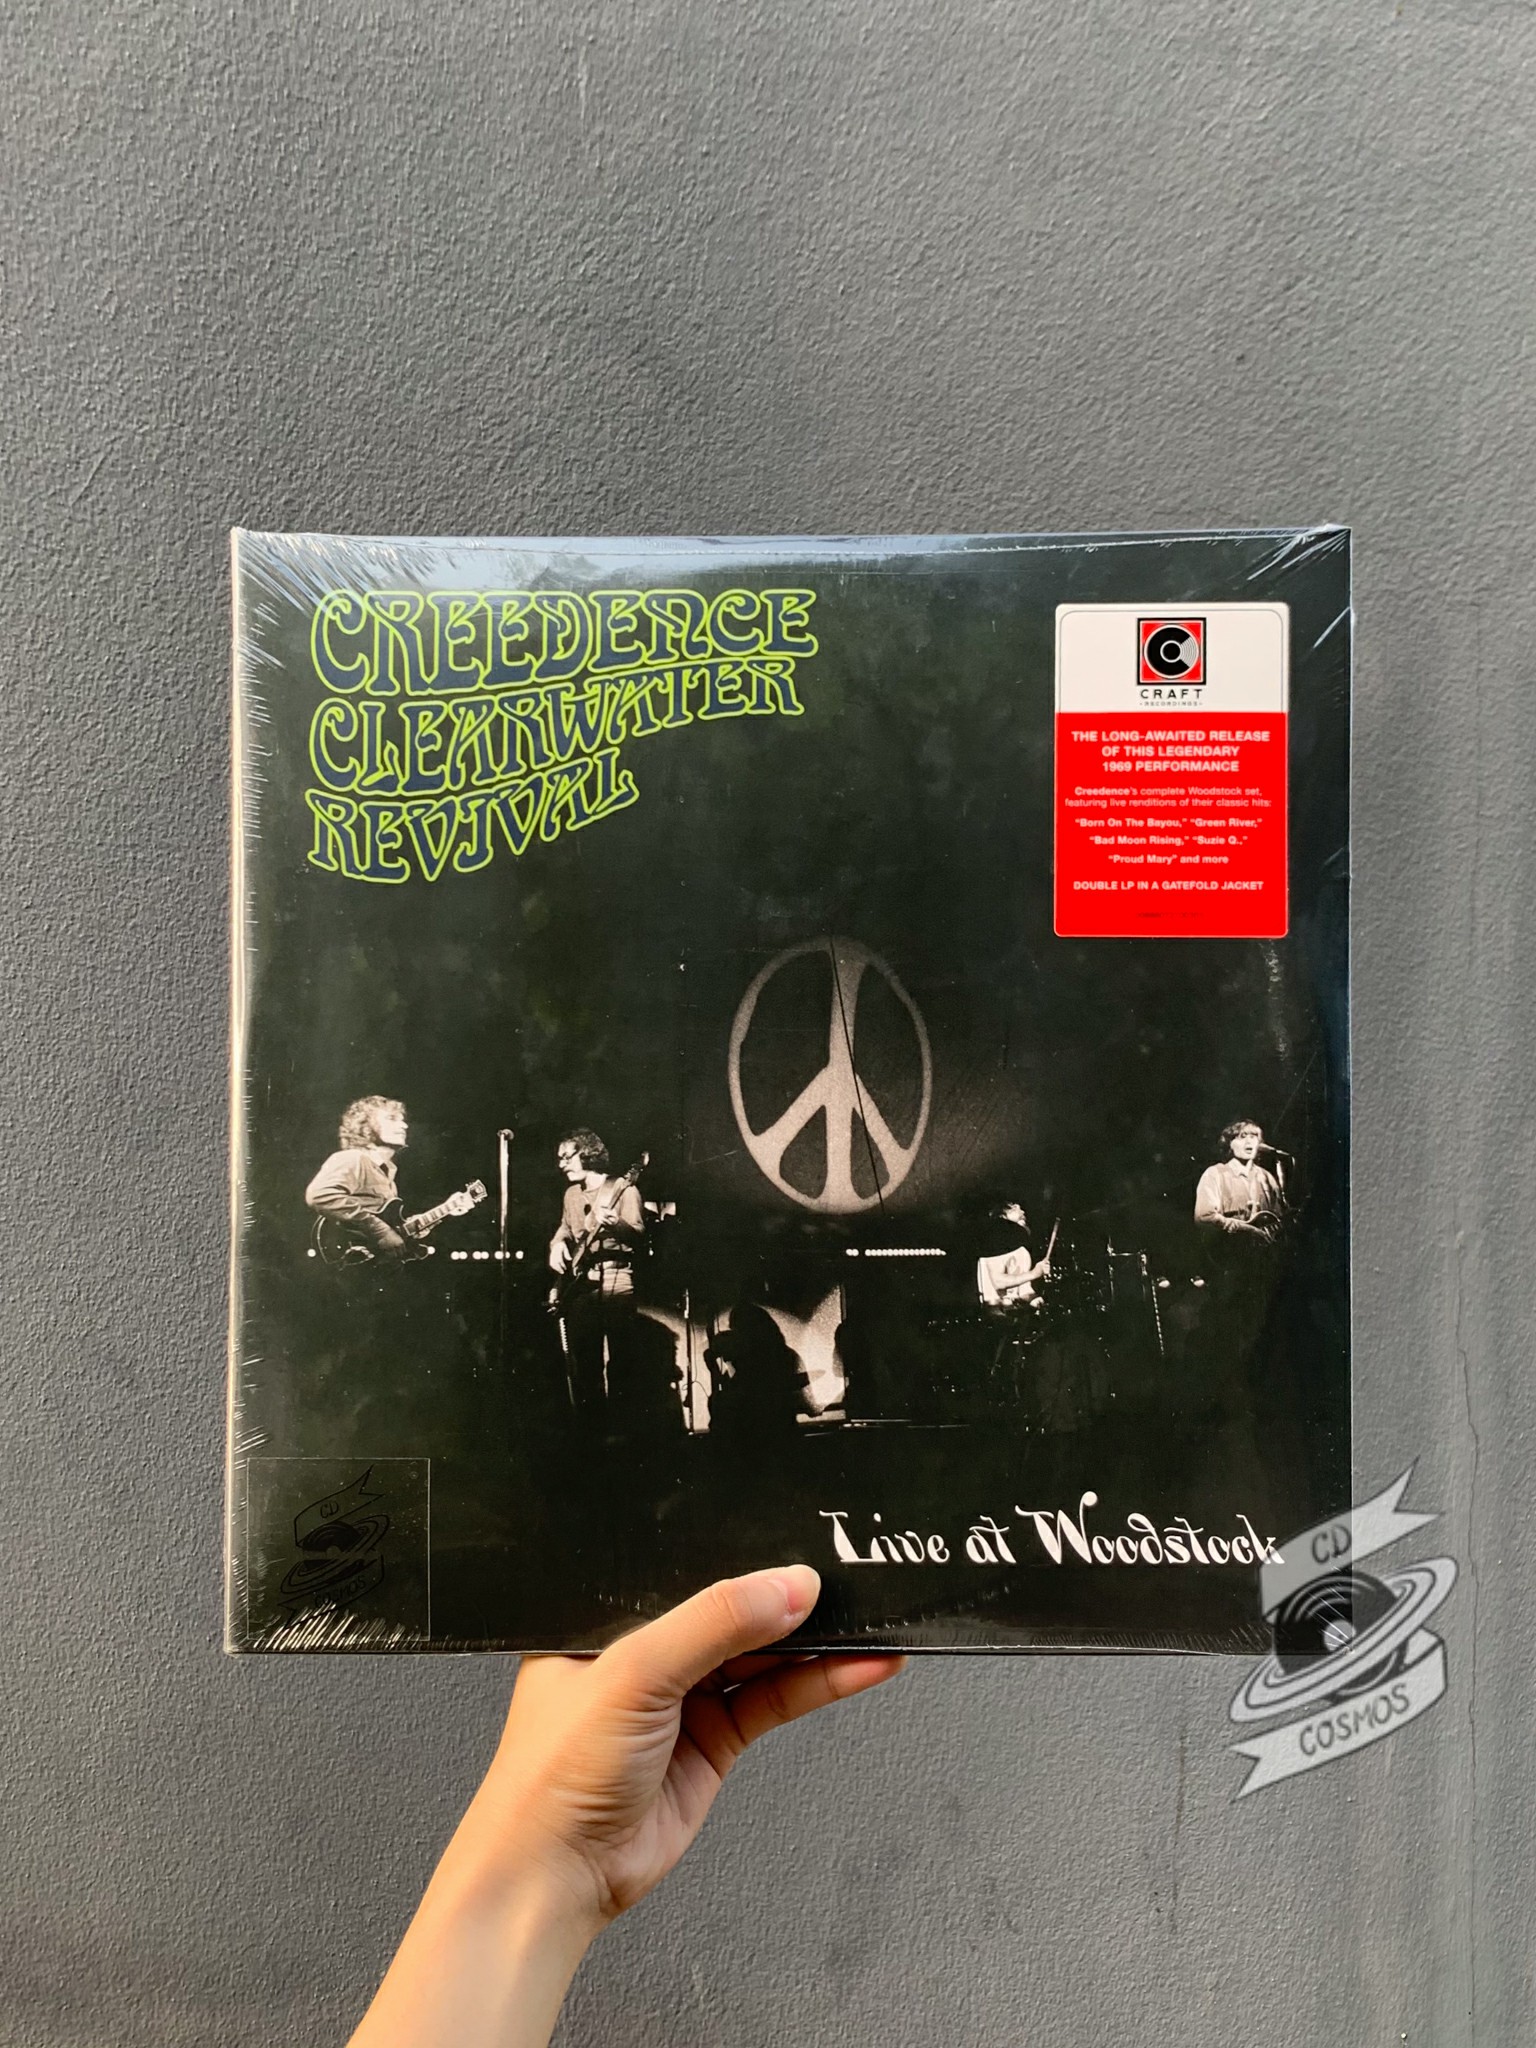 CREEDENCE
CLEARWATER
REVIVAL
CRAFT
RECORDINGS
THE LONG-AWAITED RELEASE
OF THIS LEGENDARY
1969 PERFORMANCE
Creedence's complete Woodstock set,
featuring live renditions of their classic hits:
"Born On The Bayou," "Green River,"
"Bad Moon Rising," "Suzie Q.,"
"Proud Mary" and more
DOUBLE LP IN A GATEFOLD JACKET
Live at Woodstock
CD
COSMOS
CD
COSMOS